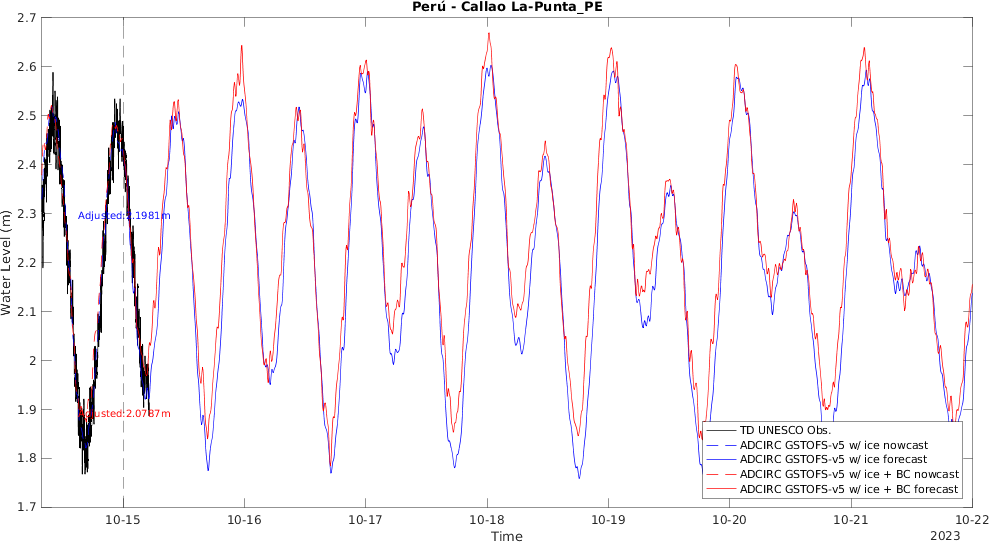 Perú - Callao La-Punta_PE
2.7
2.6
2.5
2.4
2.3
2.2
2.1
2
1.9
1.8
1.7
Water Level (m)
Adjusted:2.1981m
Adjusted:2.0787m
TD UNESCO Obs.
ADCIRC GSTOFS-v5 w/ ice nowcast
ADCIRC GSTOFS-v5 w/ ice forecast
ADCIRC GSTOFS-v5 w/ ice + BC nowcast
ADCIRC GSTOFS-v5 w/ ice + BC forecast
10-15
10-16
10-17
10-18
10-19
10-20
10-21
10-22
Time
2023